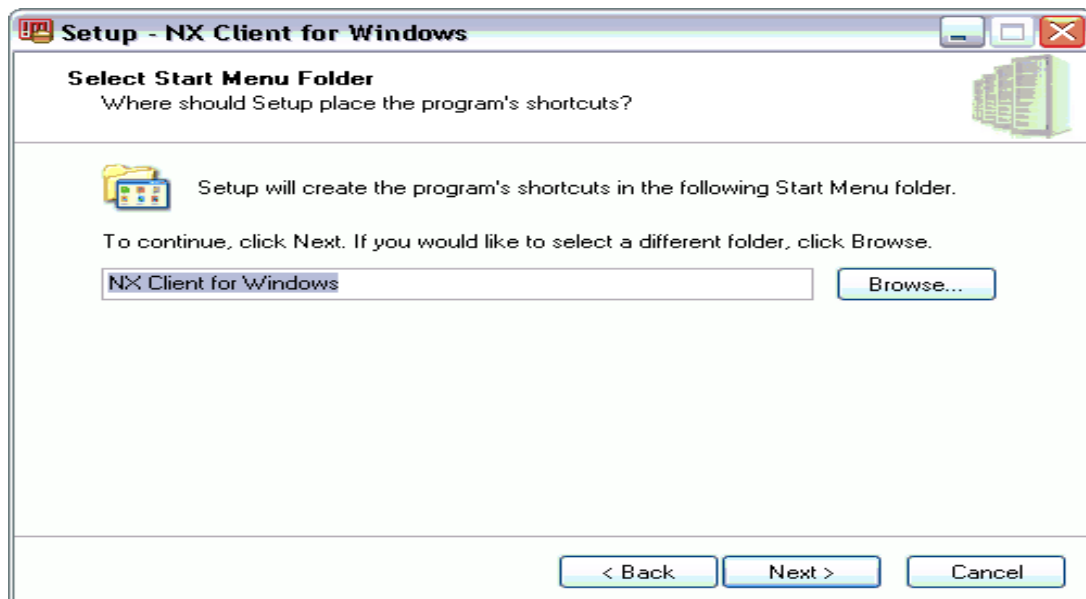 Setup - NX Client for Windows
Select Start Menu Folder
Where should Setup place the program's shortcuts?
Setup will create the program's shortcuts in the following Start Menu folder.
To continue, click Next. If you would like to select a different folder, click Browse.
NX Client for Windows
Browse...
< Back
Next >
Cancel